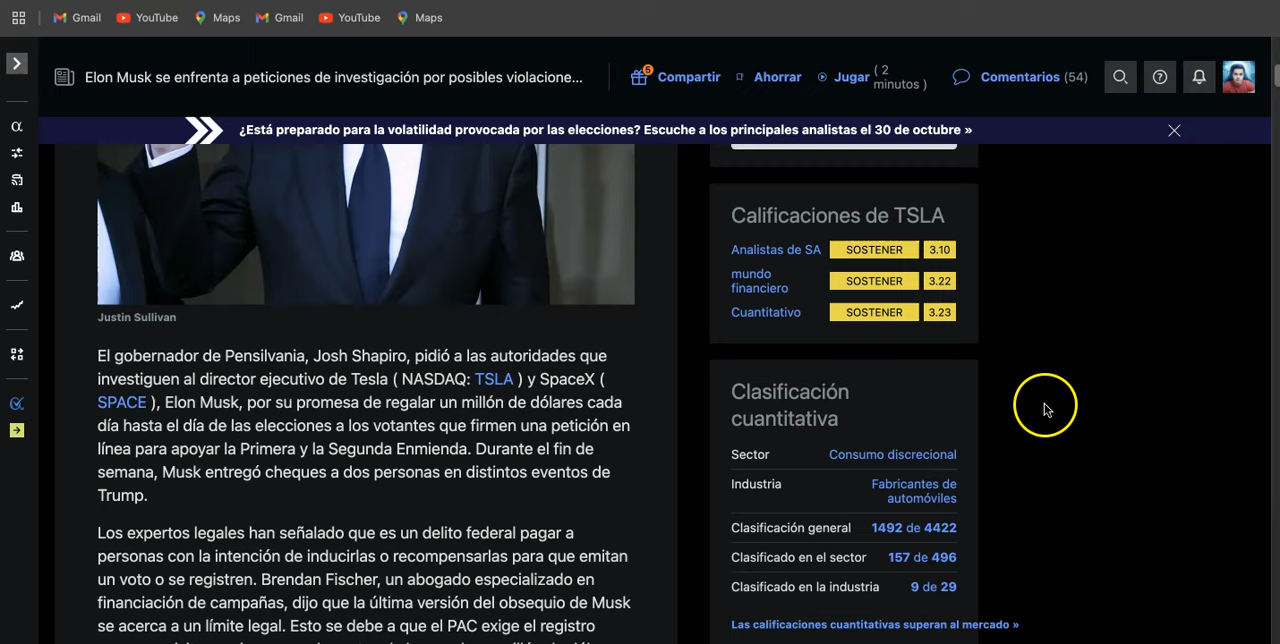 Gmail YouTube Maps Gmail YouTube Maps
Elon Musk se enfrenta a peticiones de investigación por posibles violacione...
5
Compartir
Ahorrar
Jugar ( 2 minutos )
Comentarios (54)
¿Está preparado para la volatilidad provocada por las elecciones? Escuche a los principales analistas el 30 de octubre »
Justin Sullivan
El gobernador de Pensilvania, Josh Shapiro, pidió a las autoridades que
investiguen al director ejecutivo de Tesla ( NASDAQ: TSLA ) y SpaceX (
SPACE ), Elon Musk, por su promesa de regalar un millón de dólares cada
día hasta el día de las elecciones a los votantes que firmen una petición en
línea para apoyar la Primera y la Segunda Enmienda. Durante el fin de
semana, Musk entregó cheques a dos personas en distintos eventos de
Trump.
Los expertos legales han señalado que es un delito federal pagar a
personas con la intención de inducirlas o recompensarlas para que emitan
un voto o se registren. Brendan Fischer, un abogado especializado en
financiación de campañas, dijo que la última versión del obsequio de Musk
se acerca a un límite legal. Esto se debe a que el PAC exige el registro
Calificaciones de TSLA
Analistas de SA SOSTENER 3.10
mundo
financiero SOSTENER 3.22
Cuantitativo SOSTENER 3.23
Clasificación
cuantitativa
Sector Consumo discrecional
Industria Fabricantes de
automóviles
Clasificación general 1492 de 4422
Clasificado en el sector 157 de 496
Clasificado en la industria 9 de 29
Las calificaciones cuantitativas superan al mercado »